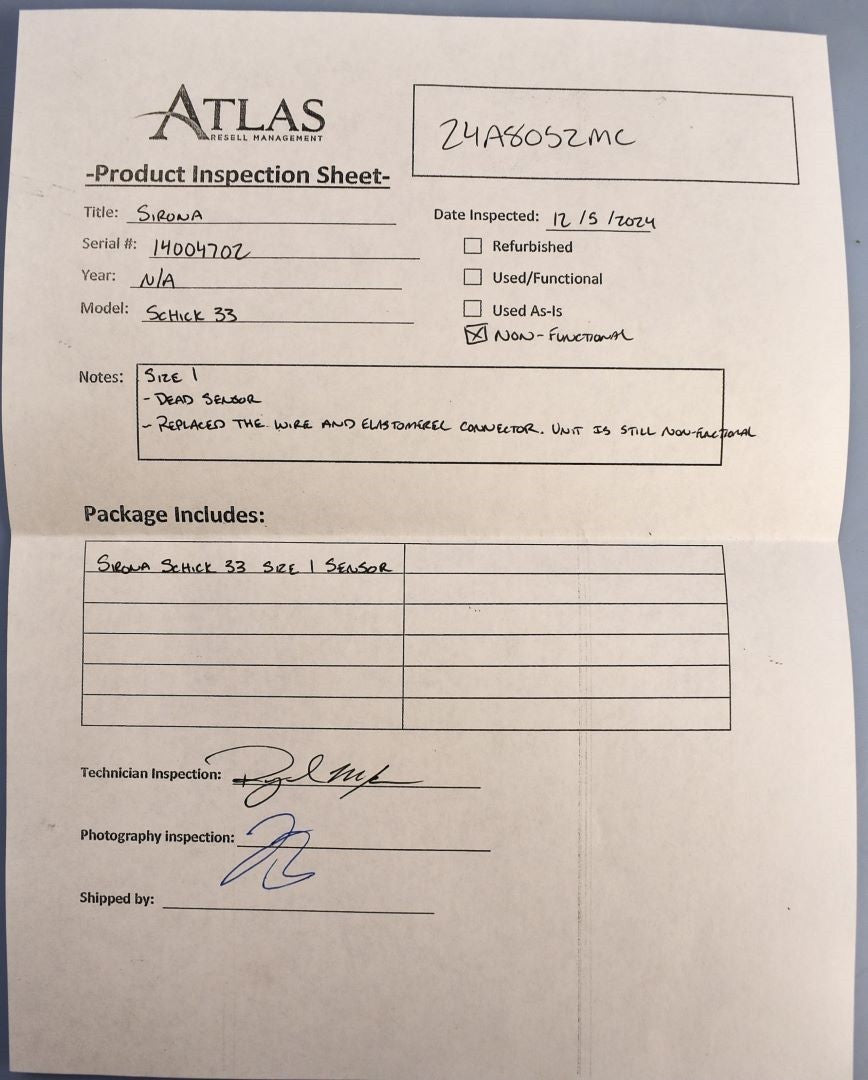 ATLAS
RESELL MANAGEMENT
24A8052MC
-Product Inspection Sheet-
Title: SIRONA
Date Inspected: 12/5/2024
Serial #: 14004702
Refurbished
Year: N/A
Used/Functional
Model: SCHICK 33
Used As-Is
NON-FUNCTIONAL
Notes: SIZE 1
- DEAD SENSOR
- REPLACED THE WIRE AND ELASTOMEREL CONNECTOR. UNIT IS STILL NON-FUNCTIONAL
Package Includes:
SIRONA SCHICK 33 SIZE 1 SENSOR
Technician Inspection:
Photography inspection:
Shipped by: